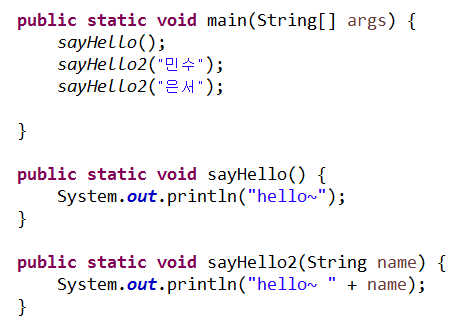 public static void main(String[] args) {
    sayHello();
    sayHello2("민수");
    sayHello2("은서");

}

public static void sayHello() {
    System.out.println("hello~");
}

public static void sayHello2(String name) {
    System.out.println("hello~ " + name);
}